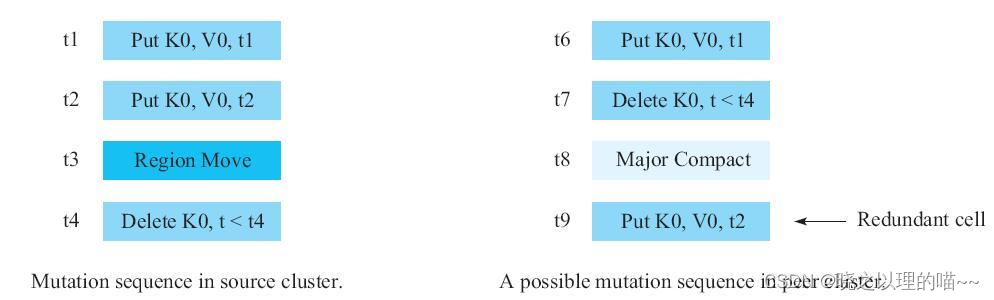 t1 Put K0, V0, t1
t2 Put K0, V0, t2
t3 Region Move
t4 Delete K0, t < t4
Mutation sequence in source cluster.
t6 Put K0, V0, t1
t7 Delete K0, t < t4
t8 Major Compact
t9 Put K0, V0, t2 Redundant cell
A possible mutation sequence in peer cluster.
CSDN @晓之以理的喵~~